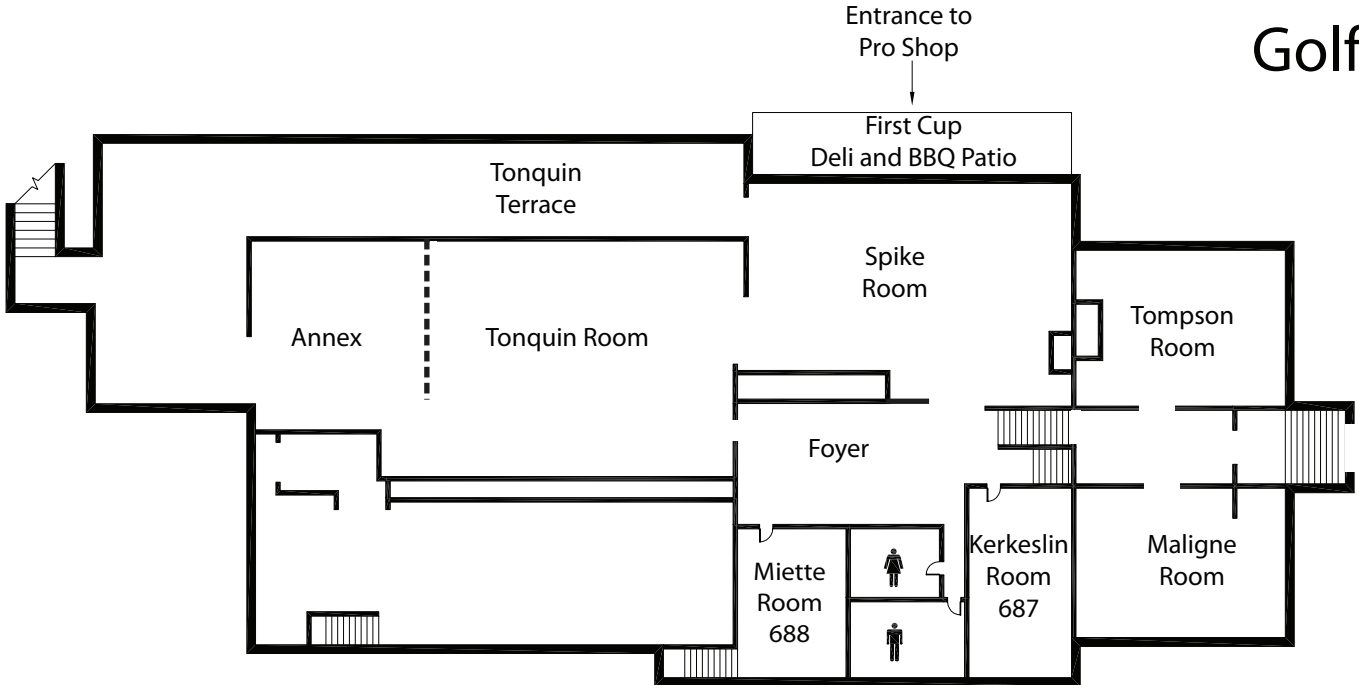 Entrance to
Pro Shop
Golf
First Cup
Deli and BBQ Patio
Tonquin
Terrace
Spike
Room
Tompson
Room
Annex
Tonquin Room
Foyer
Miette
Room
688
Kerkeslin
Room
687
Maligne
Room